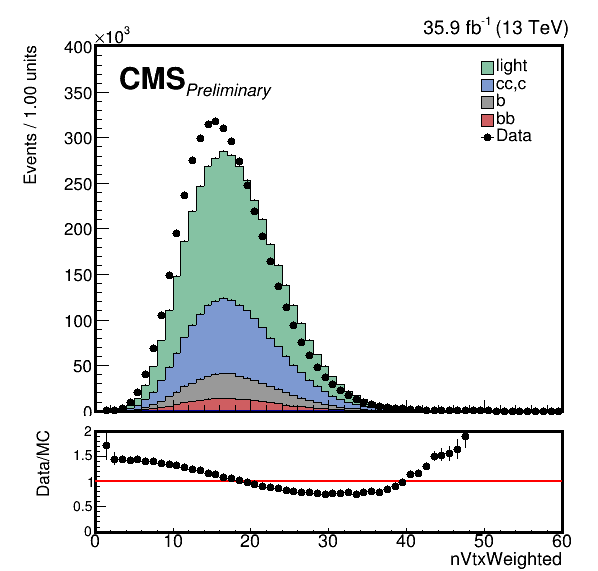 35.9 fb⁻¹ (13 TeV)
×10³
400
350
300
250
200
150
100
50
0
Events / 1.00 units
CMS Preliminary
light
cc,c
b
bb
Data
2
1.5
1
0.5
0
Data/MC
0 10 20 30 40 50 60
nVtxWeighted